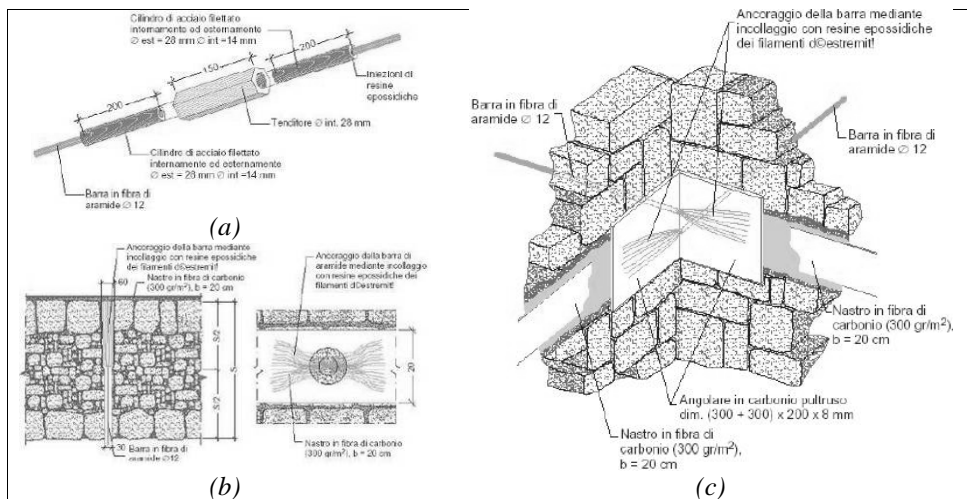 Cilindro di acciaio filettato
internamente ed esternamente
∅ est = 28 mm ∅ int =14 mm
200
150
200
Iniezioni di
resine
epossidiche
Tenditore ∅ int. 28 mm
Cilindro di acciaio filettato
internamente ed esternamente
∅ est = 28 mm ∅ int =14 mm
Barra in fibra di
aramide ∅ 12
(a)
Ancoraggio della barra mediante
incollaggio con resine epossidiche
dei filamenti d©estremit!
Nastro in fibra di carbonio
(300 gr/m²), b = 20 cm
60
S/2
S/2
S
30
Barra in fibra di
aramide ∅12
Ancoraggio della barra di
aramide mediante incollaggio
con resine epossidiche dei
filamenti d©estremit!
20
Nastro in fibra di carbonio
(300 gr/m²), b = 20 cm
(b)
Ancoraggio della barra mediante
incollaggio con resine epossidiche
dei filamenti d©estremit!
Barra in fibra di
aramide ∅ 12
Barra in fibra di
aramide ∅ 12
Nastro in fibra di
carbonio (300 gr/m²),
b = 20 cm
Angolare in carbonio pultruso
dim. (300 + 300) x 200 x 8 mm
Nastro in fibra di
carbonio (300 gr/m²),
b = 20 cm
(c)